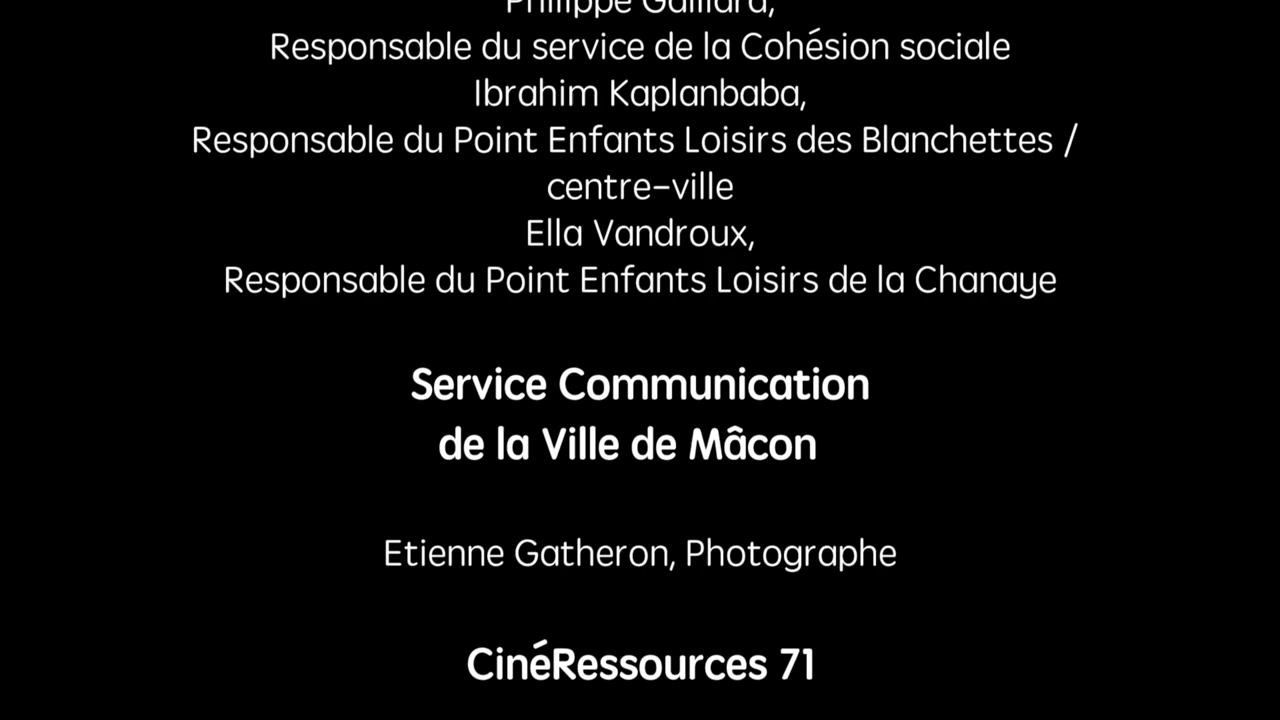 Philippe Gaillard,
Responsable du service de la Cohésion sociale
Ibrahim Kaplanbaba,
Responsable du Point Enfants Loisirs des Blanchettes /
centre-ville
Ella Vandroux,
Responsable du Point Enfants Loisirs de la Chanaye
Service Communication
de la Ville de Mâcon
Etienne Gatheron, Photographe
CinéRessources 71